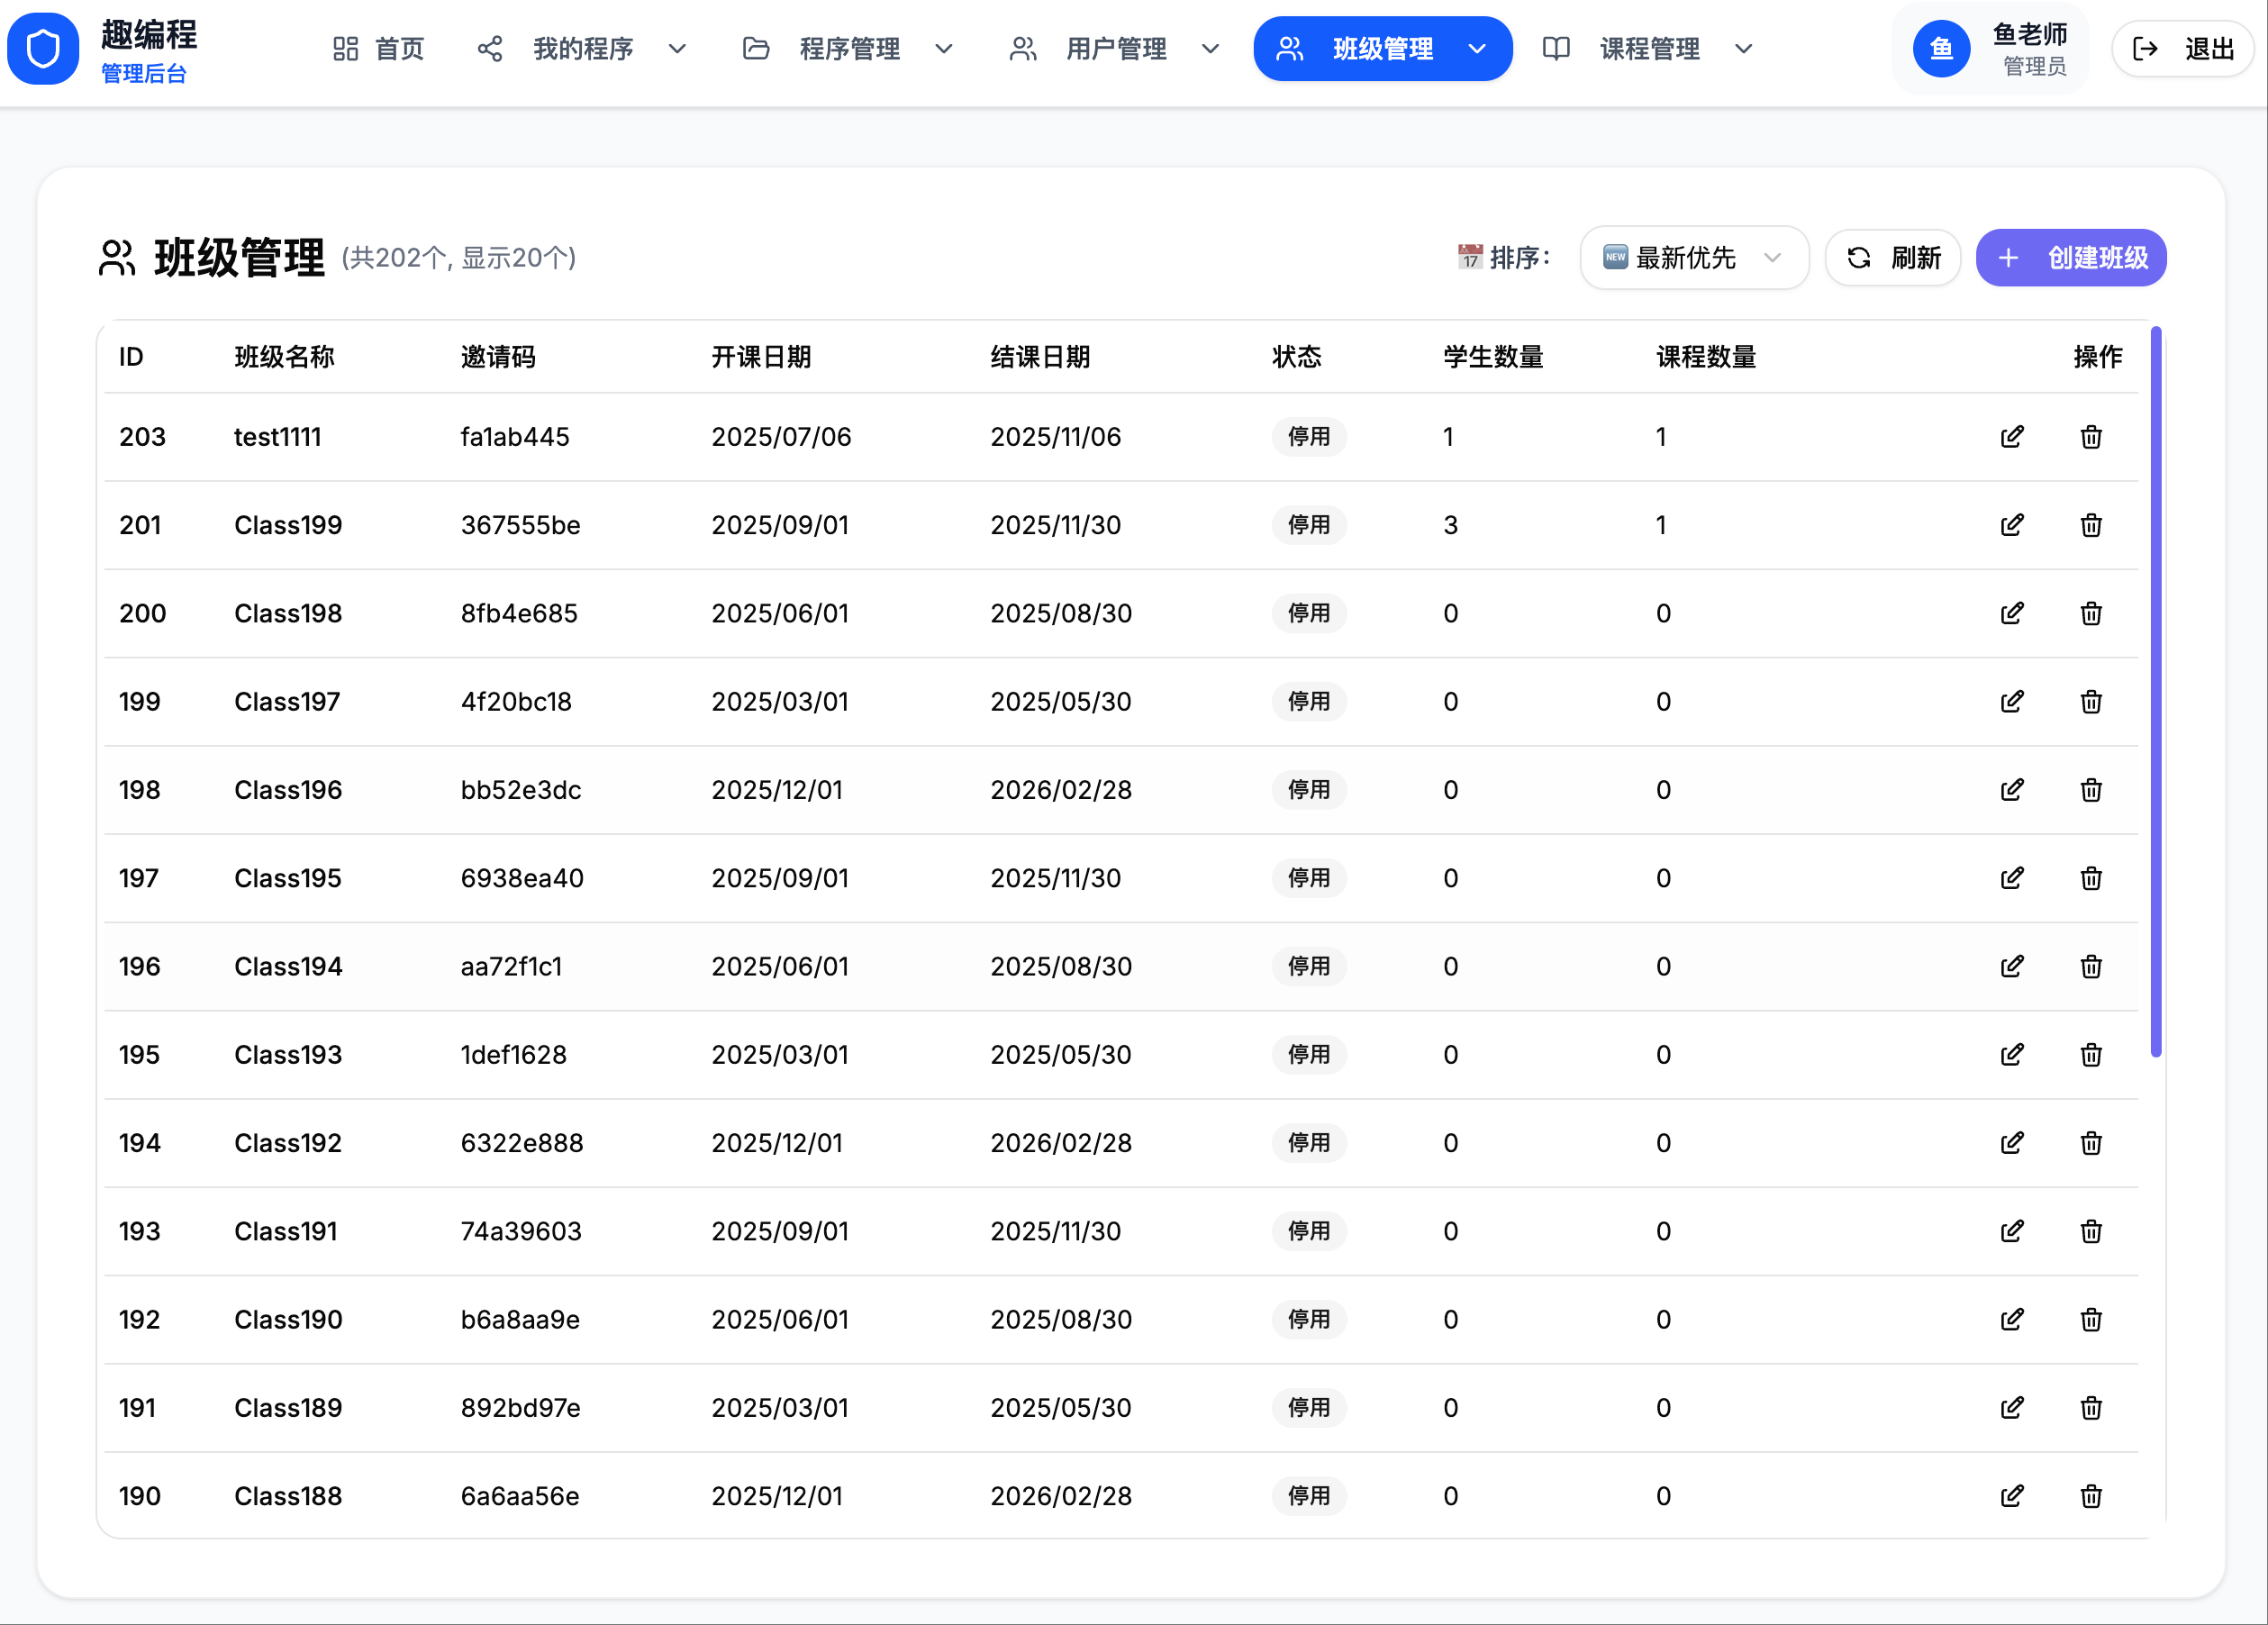 趣编程
管理后台
首页 我的程序 程序管理 用户管理 班级管理 课程管理
鱼 鱼老师
管理员
退出
班级管理 (共202个, 显示20个)
17 排序: NEW 最新优先 刷新 + 创建班级
ID 班级名称 邀请码 开课日期 结课日期 状态 学生数量 课程数量 操作
203 test1111 fa1ab445 2025/07/06 2025/11/06 停用 1 1
201 Class199 367555be 2025/09/01 2025/11/30 停用 3 1
200 Class198 8fb4e685 2025/06/01 2025/08/30 停用 0 0
199 Class197 4f20bc18 2025/03/01 2025/05/30 停用 0 0
198 Class196 bb52e3dc 2025/12/01 2026/02/28 停用 0 0
197 Class195 6938ea40 2025/09/01 2025/11/30 停用 0 0
196 Class194 aa72f1c1 2025/06/01 2025/08/30 停用 0 0
195 Class193 1def1628 2025/03/01 2025/05/30 停用 0 0
194 Class192 6322e888 2025/12/01 2026/02/28 停用 0 0
193 Class191 74a39603 2025/09/01 2025/11/30 停用 0 0
192 Class190 b6a8aa9e 2025/06/01 2025/08/30 停用 0 0
191 Class189 892bd97e 2025/03/01 2025/05/30 停用 0 0
190 Class188 6a6aa56e 2025/12/01 2026/02/28 停用 0 0